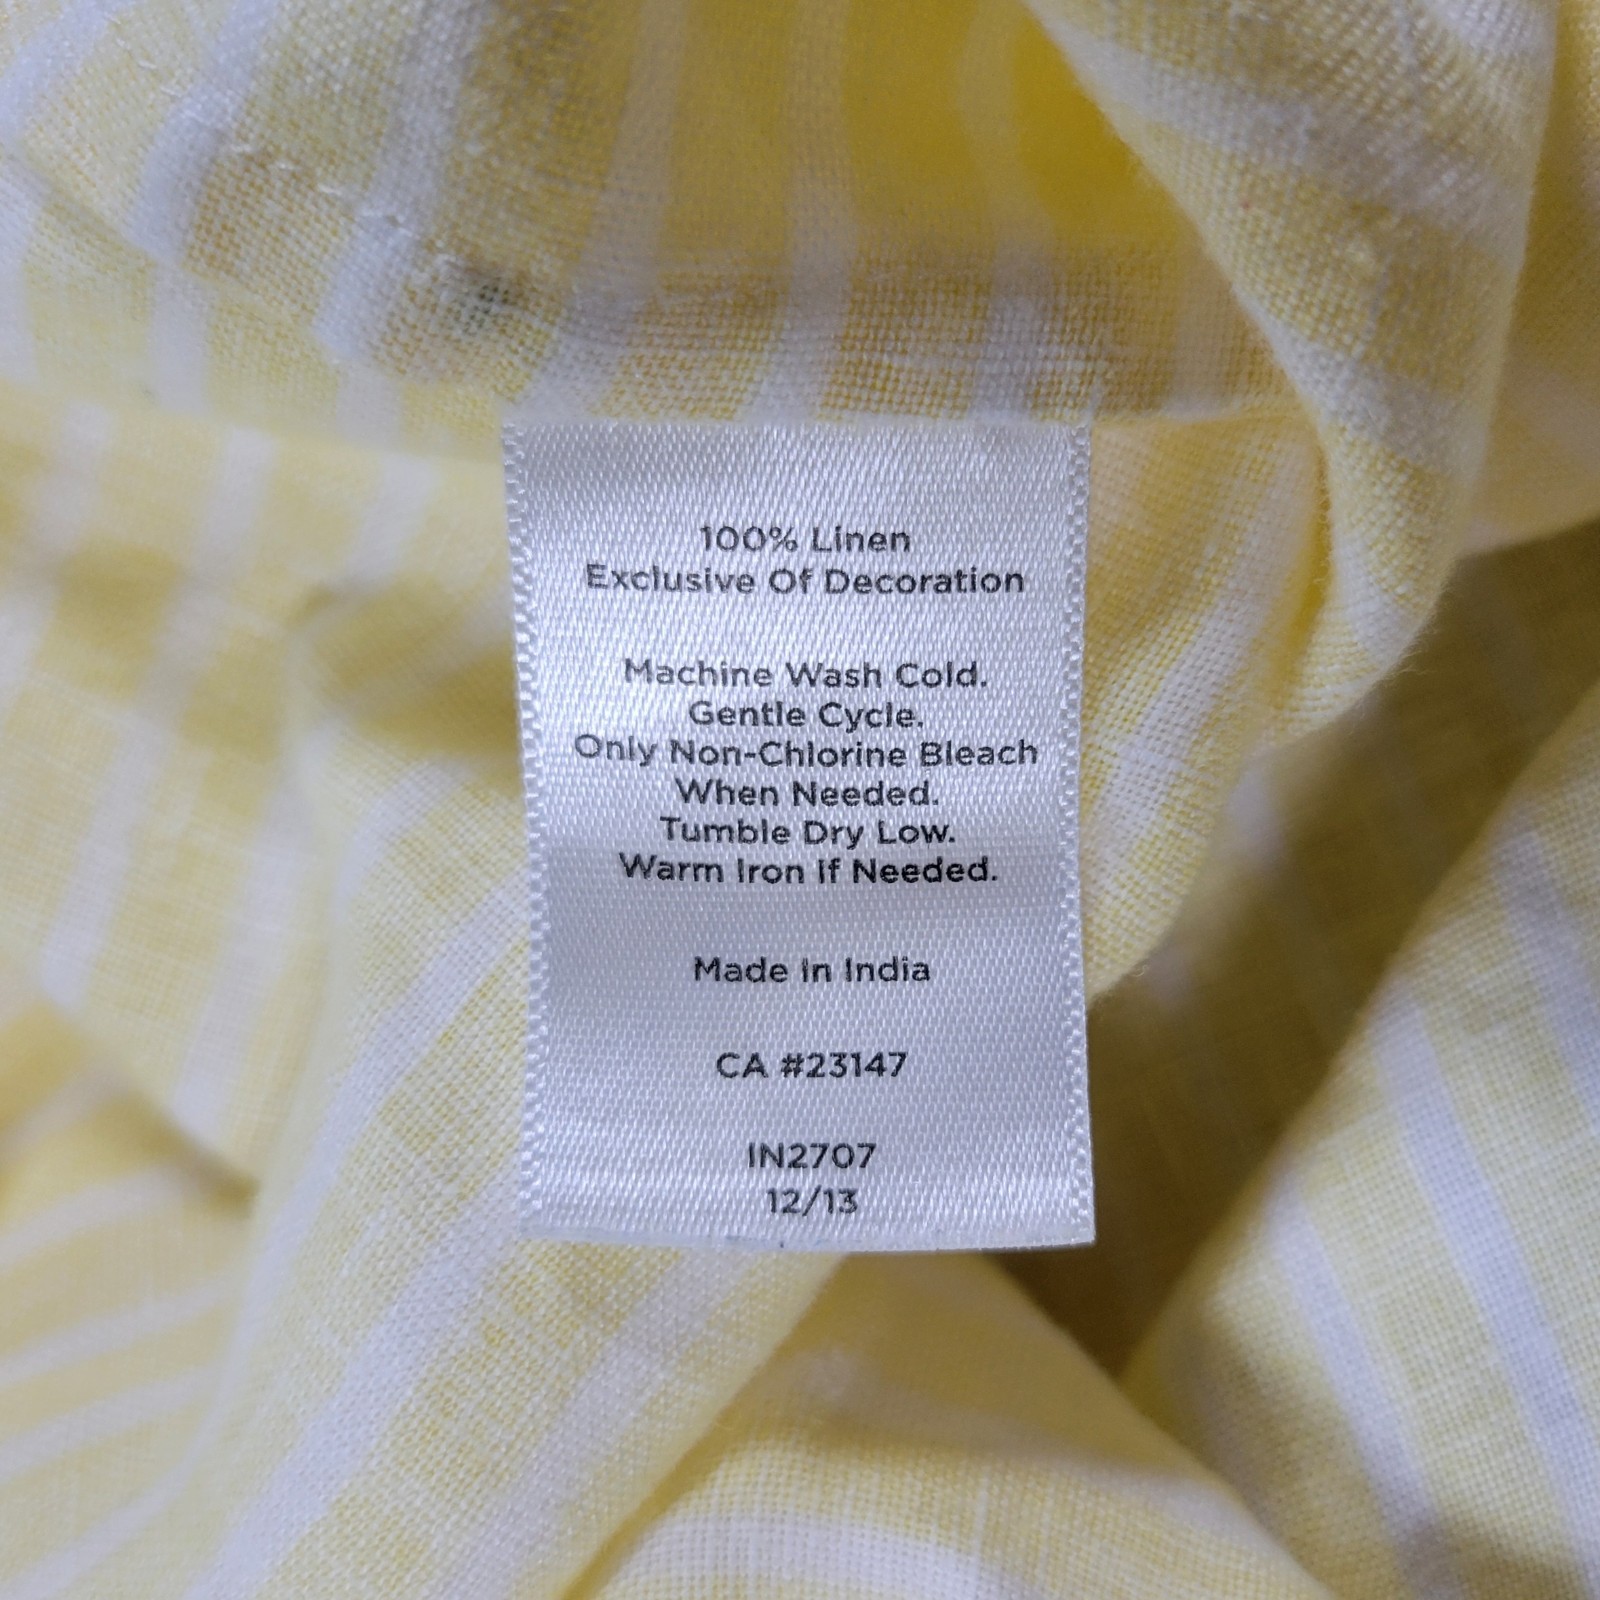 100% Linen
Exclusive Of Decoration
Machine Wash Cold.
Gentle Cycle.
Only Non-Chlorine Bleach
When Needed.
Tumble Dry Low.
Warm Iron If Needed.
Made In India
CA #23147
IN2707
12/13